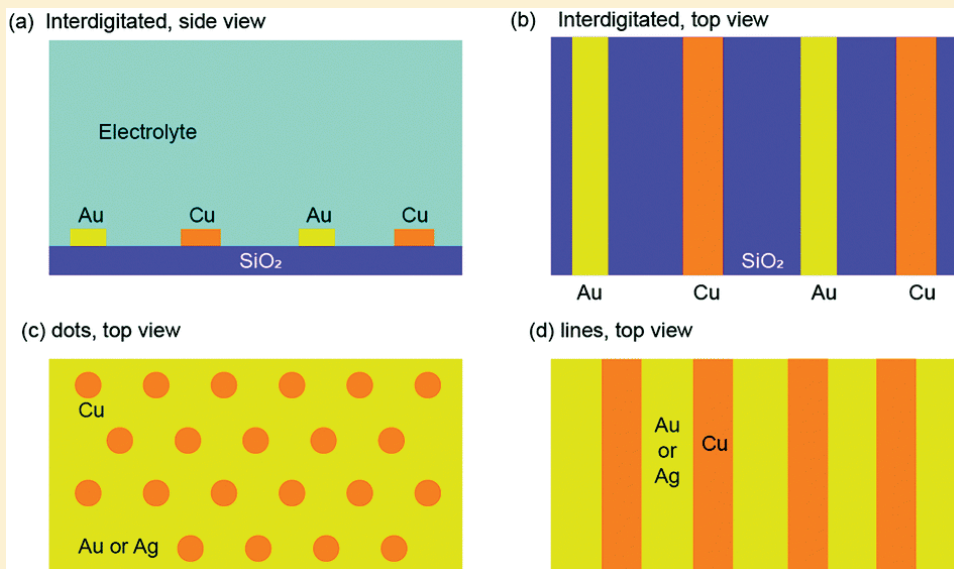 (a) Interdigitated, side view
Electrolyte
Au Cu Au Cu
SiO₂
(b) Interdigitated, top view
SiO₂
Au Cu Au Cu
(c) dots, top view
Cu
Au or Ag
(d) lines, top view
Au
or
Ag
Cu